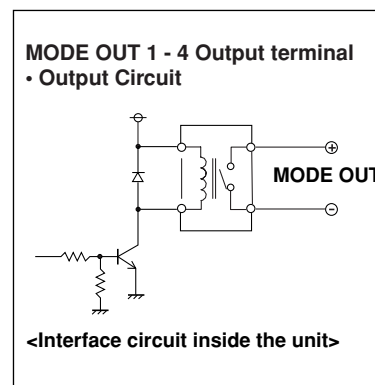 MODE OUT 1 - 4 Output terminal
• Output Circuit
+
MODE OUT
−
<Interface circuit inside the unit>